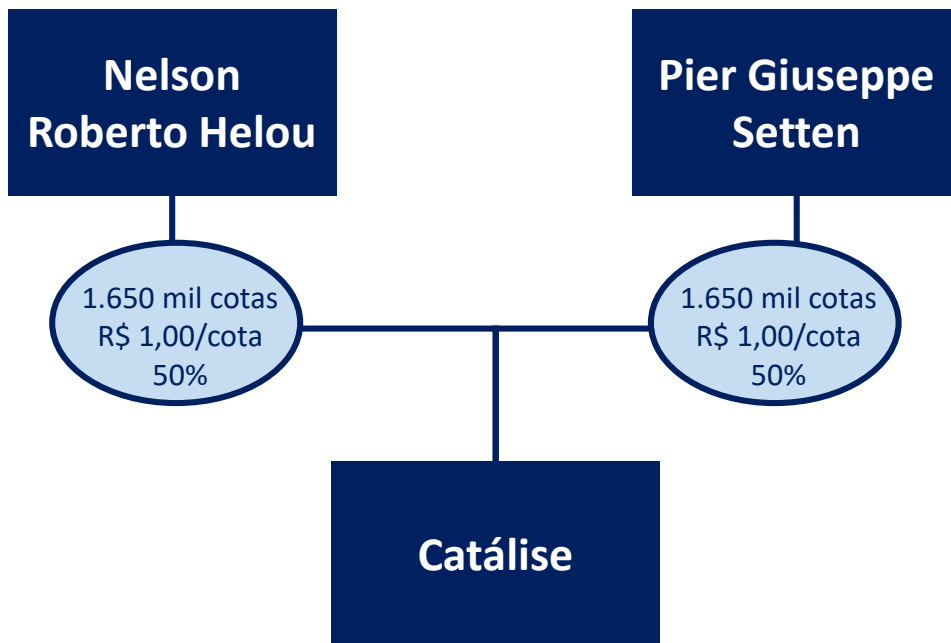 Nelson
Roberto Helou
Pier Giuseppe
Setten
1.650 mil cotas
R$ 1,00/cota
50%
1.650 mil cotas
R$ 1,00/cota
50%
Catálise